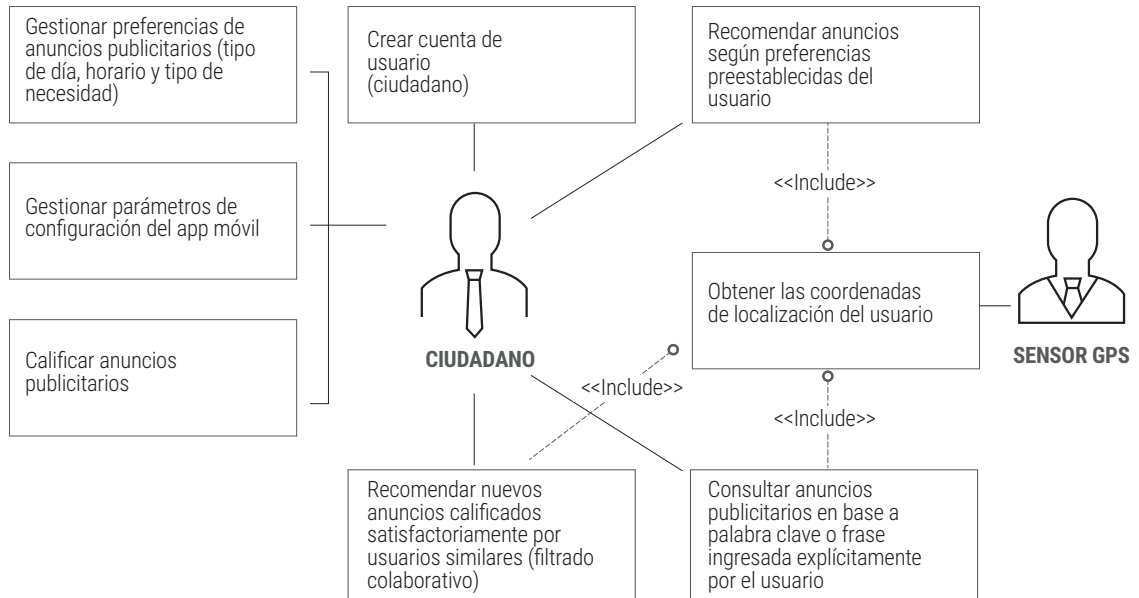 Gestionar preferencias de
anuncios publicitarios (tipo
de día, horario y tipo de
necesidad)
Crear cuenta de
usuario
(ciudadano)
Recomendar anuncios
según preferencias
preestablecidas del
usuario
<<Include>>
Gestionar parámetros de
configuración del app móvil
Obtener las coordenadas
de localización del usuario
CIUDADANO
SENSOR GPS
Calificar anuncios
publicitarios
<<Include>>
<<Include>>
Recomendar nuevos
anuncios calificados
satisfactoriamente por
usuarios similares (filtrado
colaborativo)
Consultar anuncios
publicitarios en base a
palabra clave o frase
ingresada explícitamente
por el usuario